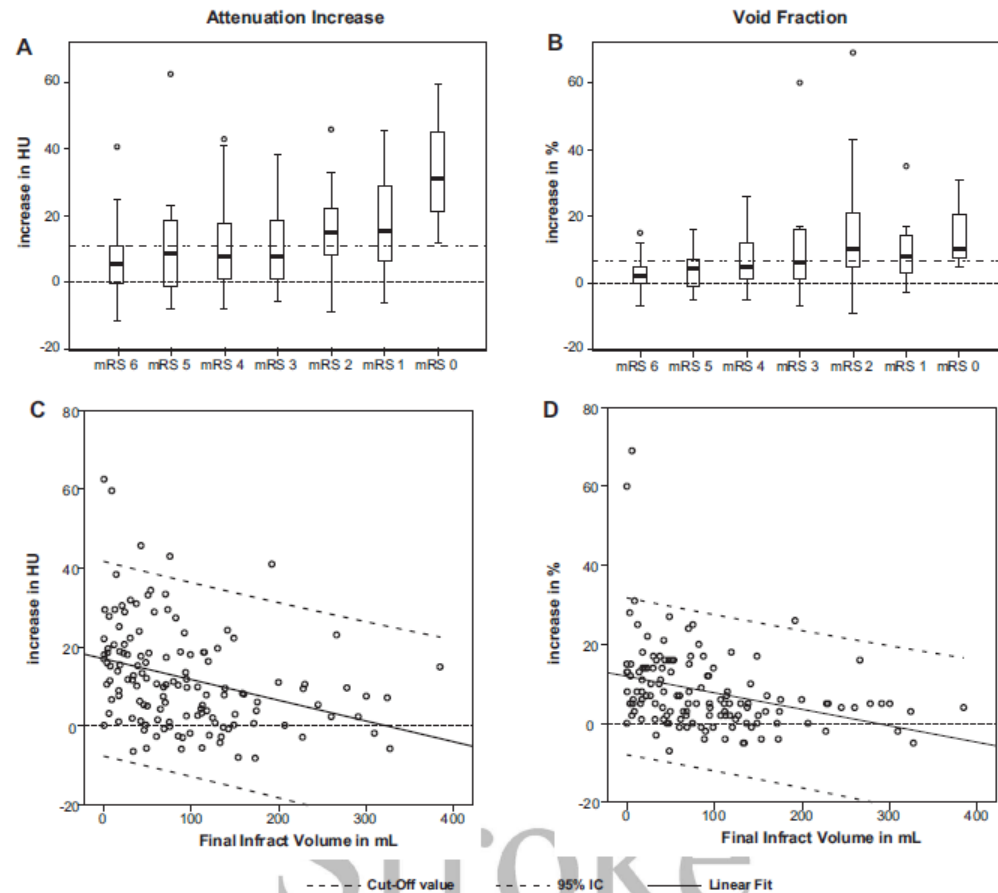 Attenuation Increase
Void Fraction
A
B
increase in HU
60
40
20
0
-20
mRS 6 mRS 5 mRS 4 mRS 3 mRS 2 mRS 1 mRS 0
increase in %
60
40
20
0
-20
mRS 6 mRS 5 mRS 4 mRS 3 mRS 2 mRS 1 mRS 0
C
D
increase in HU
80
60
40
20
0
-20
0 100 200 300 400
Final Infract Volume in mL
increase in %
80
60
40
20
0
-20
0 100 200 300 400
Final Infract Volume in mL
Stroke
Cut-Off value 95% IC Linear Fit